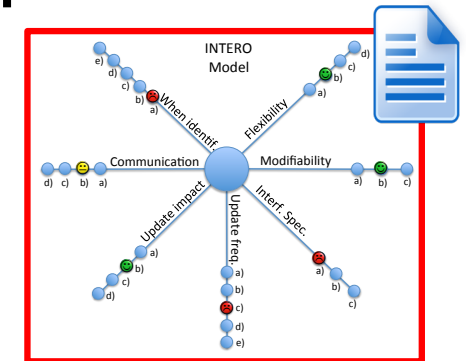 INTERO
Model
When identif.
a)
b)
c)
d)
e)
Flexibility
a)
b)
c)
d)
Communication
d) c) b) a)
Modifiability
a) b) c)
Update impact
a)
b)
c)
d)
Update freq.
a)
b)
c)
d)
e)
Interf. Spec.
a)
b)
c)